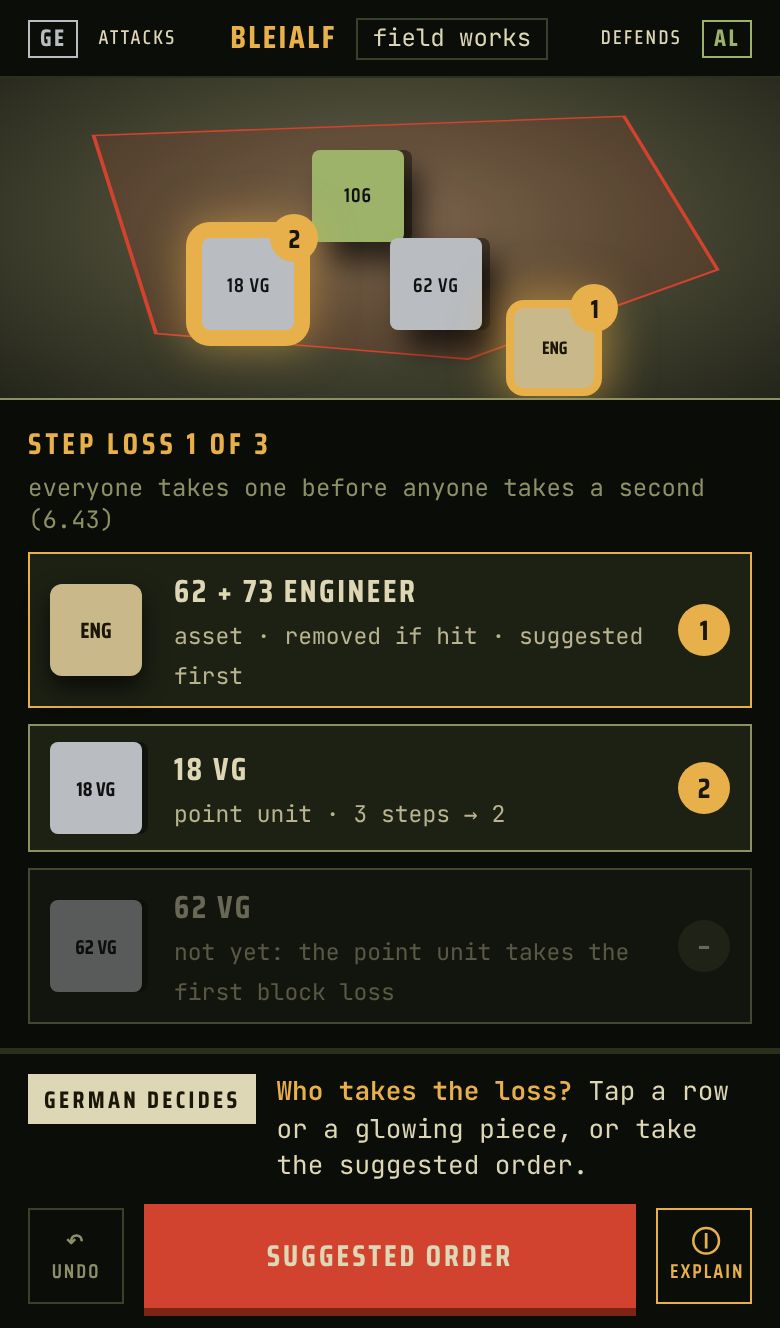 GE ATTACKS BLEIALF field works DEFENDS AL
106
2
18 VG
62 VG
1
ENG
STEP LOSS 1 OF 3
everyone takes one before anyone takes a second
(6.43)
ENG
62 + 73 ENGINEER
asset · removed if hit · suggested
first
1
18 VG
18 VG
point unit · 3 steps → 2
2
62 VG
62 VG
not yet: the point unit takes the
first block loss
–
GERMAN DECIDES
Who takes the loss? Tap a row
or a glowing piece, or take
the suggested order.
↶
UNDO
SUGGESTED ORDER
EXPLAIN